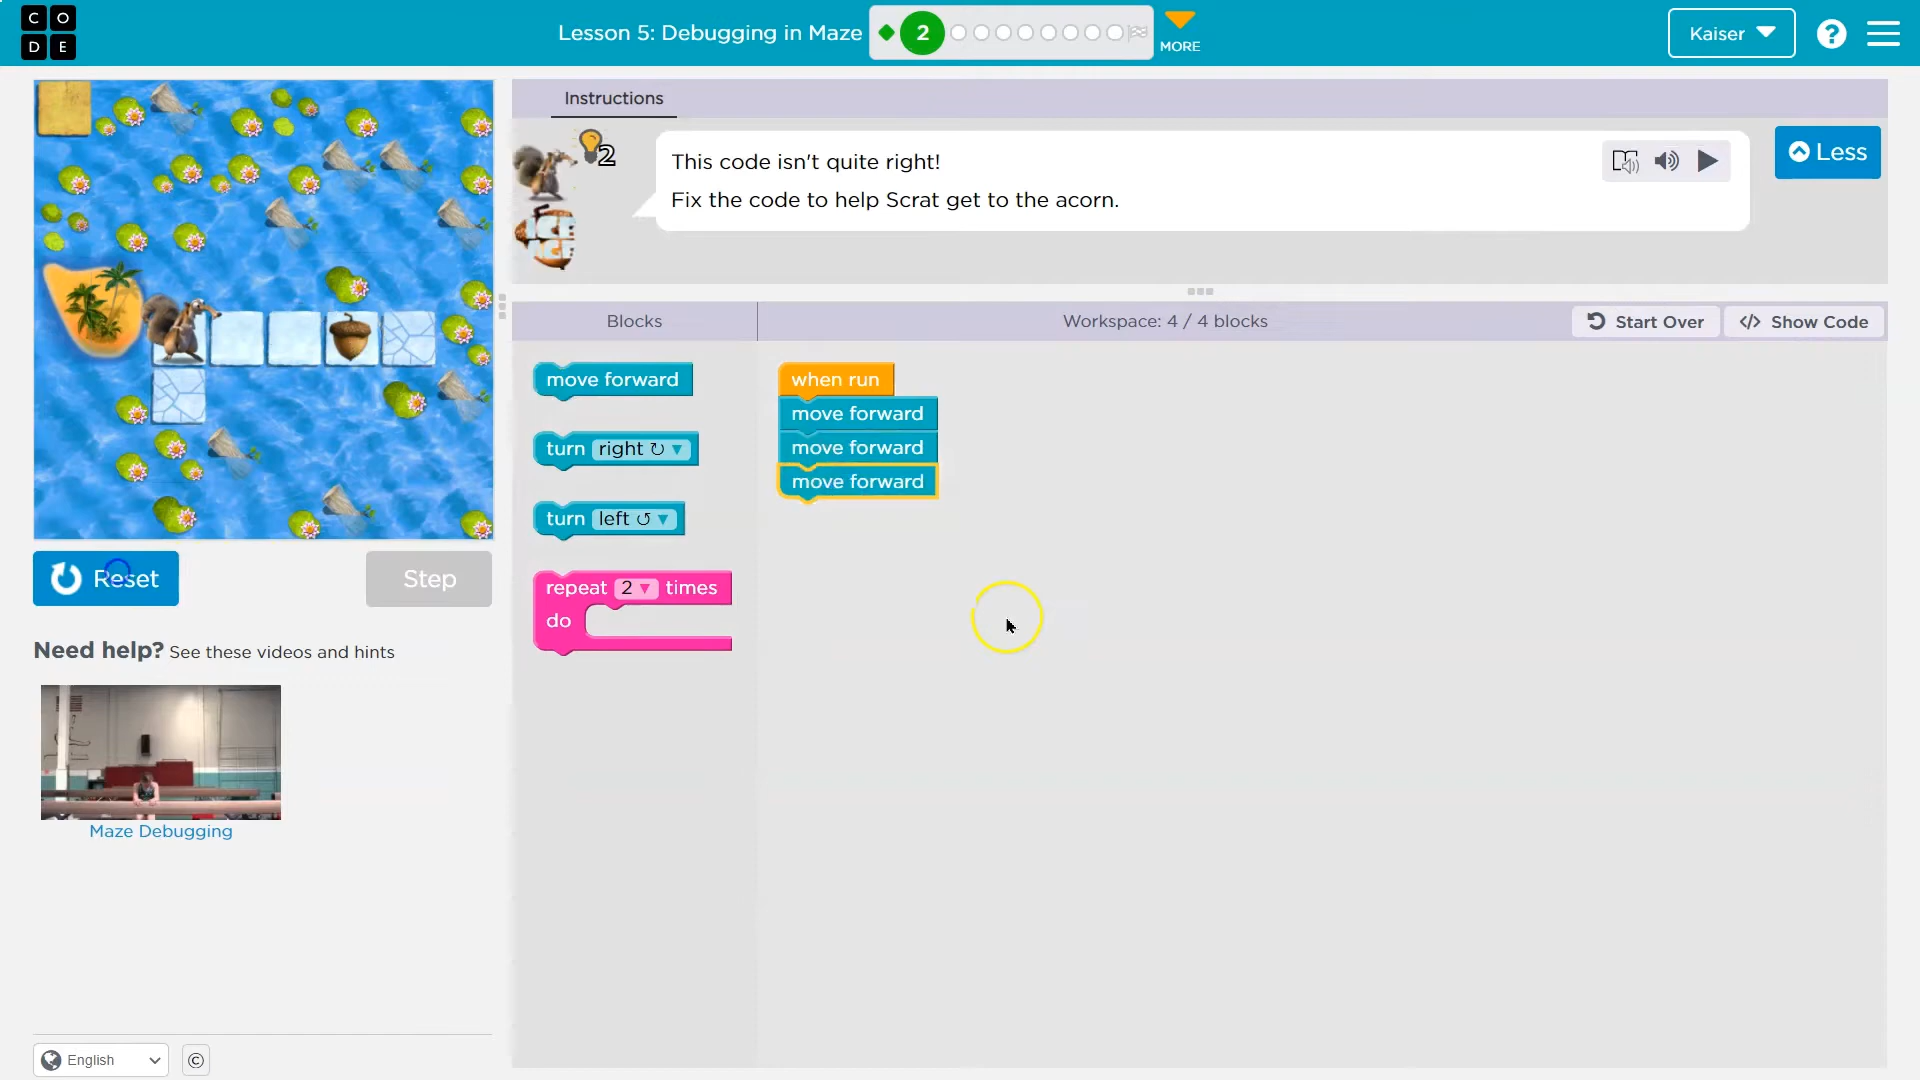 C O
D E
Lesson 5: Debugging in Maze
2
MORE
Kaiser
?
Instructions
2
This code isn't quite right!
Fix the code to help Scrat get to the acorn.
Less
Blocks
Workspace: 4 / 4 blocks
Start Over
</> Show Code
move forward
turn right ↻ ▼
turn left ↺ ▼
repeat 2 ▼ times
do
when run
move forward
move forward
move forward
Reset
Step
Need help? See these videos and hints
Maze Debugging
English
©